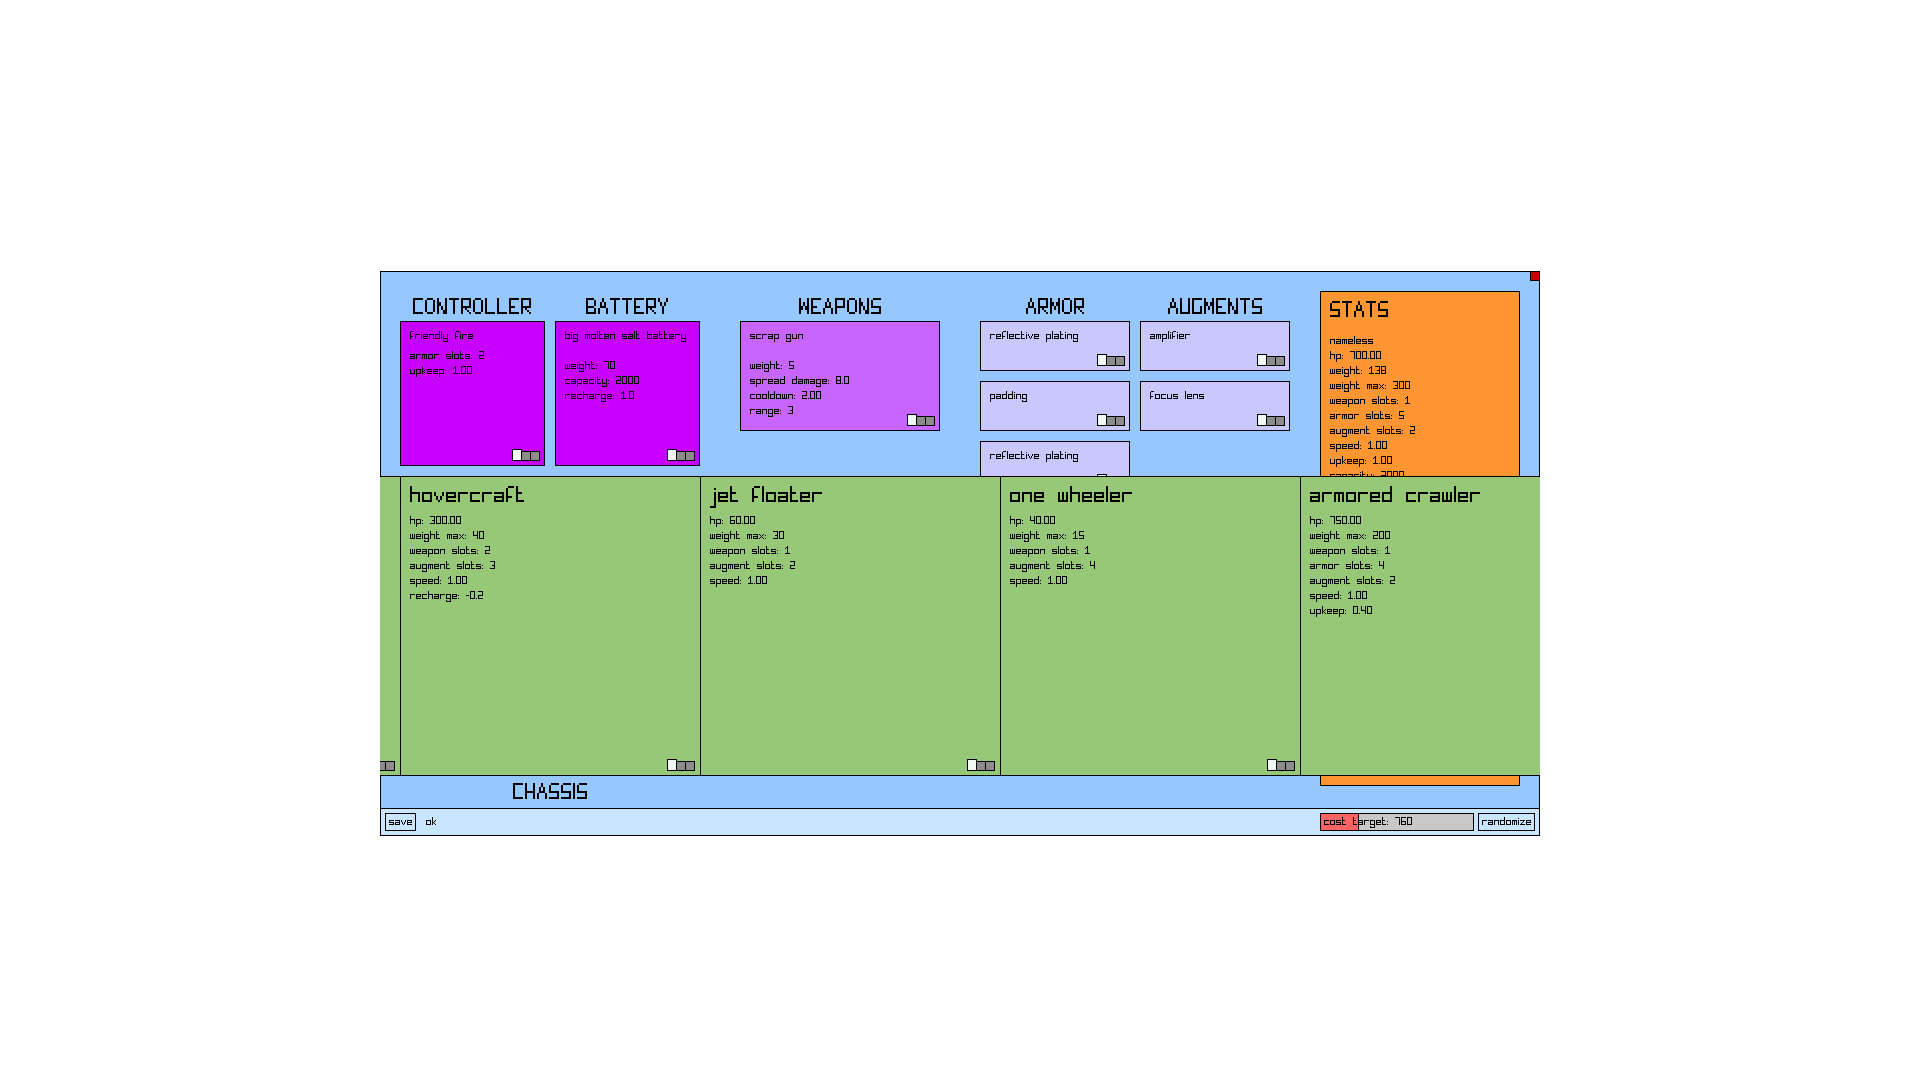 CONTROLLER
friendly fire
armor slots: 2
upkeep: 1.00
BATTERY
big molten salt battery
weight: 70
capacity: 2000
recharge: 1.0
WEAPONS
scrap gun
weight: 5
spread damage: 8.0
cooldown: 2.00
range: 3
ARMOR
reflective plating
padding
reflective plating
AUGMENTS
amplifier
focus lens
STATS
nameless
hp: 700.00
weight: 138
weight max: 300
weapon slots: 1
armor slots: 5
augment slots: 2
speed: 1.00
upkeep: 1.00
capacity: 2000
hovercraft
hp: 300.00
weight max: 40
weapon slots: 2
augment slots: 3
speed: 1.00
recharge: -0.2
jet floater
hp: 60.00
weight max: 30
weapon slots: 1
augment slots: 2
speed: 1.00
one wheeler
hp: 40.00
weight max: 15
weapon slots: 1
augment slots: 4
speed: 1.00
armored crawler
hp: 750.00
weight max: 200
weapon slots: 1
armor slots: 4
augment slots: 2
speed: 1.00
upkeep: 0.40
CHASSIS
save ok
cost target: 760 randomize